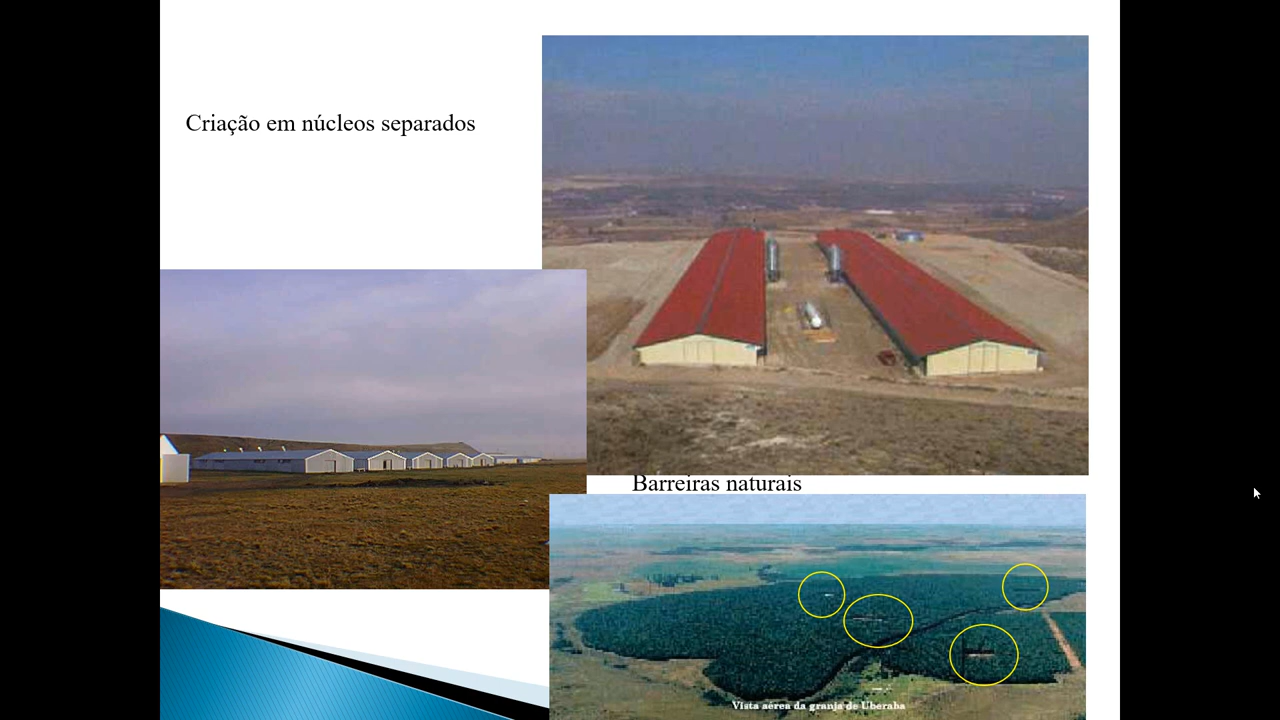 Criação em núcleos separados
Barreiras naturais
Vista aérea da granja de Uberaba